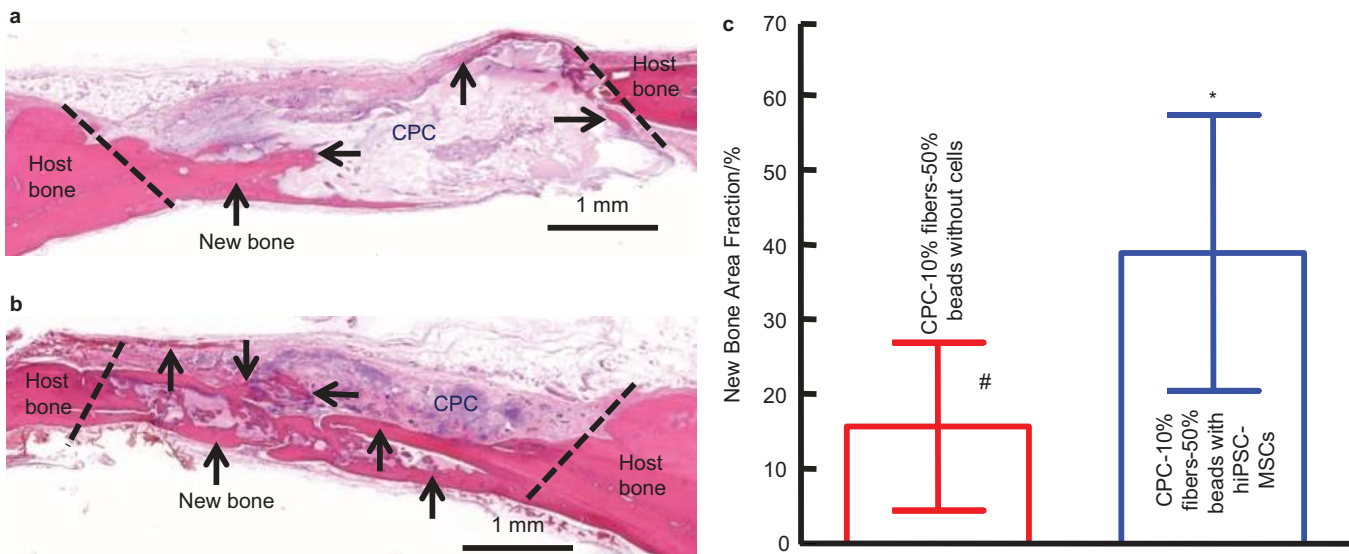 a
Host
bone
CPC
Host
bone
New bone
1 mm
b
Host
bone
CPC
New bone
Host
bone
1 mm
c
New Bone Area Fraction/%
70
60
50
40
30
20
10
0
CPC-10% fibers-50%
beads without cells
#
*
CPC-10%
fibers-50%
beads with
hiPSC-
MSCs